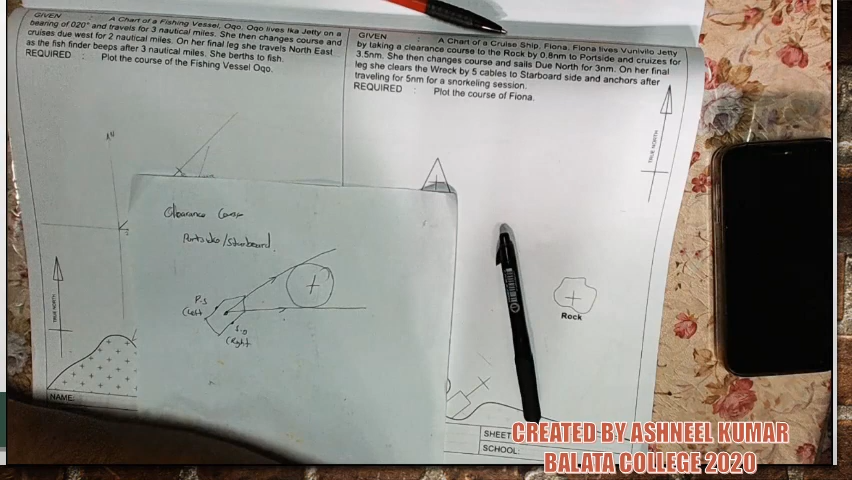 GIVEN : A Chart of a Fishing Vessel, Oqo, Oqo lives Ika Jetty on a
bearing of 020° and travels for 3 nautical miles. She then changes course and
cruises due west for 2 nautical miles. On her final leg she travels North East
as the fish finder beeps after 3 nautical miles. She berths to fish.
REQUIRED : Plot the course of the Fishing Vessel Oqo.
GIVEN : A Chart of a Cruise Ship, Fiona, Fiona lives Vunivilo Jetty
by taking a clearance course to the Rock by 0.8nm to Portside and cruizes for
3.5nm. She then changes course and sails Due North for 3nm. On her final
leg she clears the Wreck by 5 cables to Starboard side and anchors after
traveling for 5nm for a snorkeling session.
REQUIRED : Plot the course of Fiona.
TRUE NORTH
Clearance
Portside/Starboard
P.S
(Left
(Right
TRUE NORTH
Rock
NAME:
SHEET
SCHOOL:
CREATED BY ASHNEEL KUMAR
BALATA COLLEGE 2020